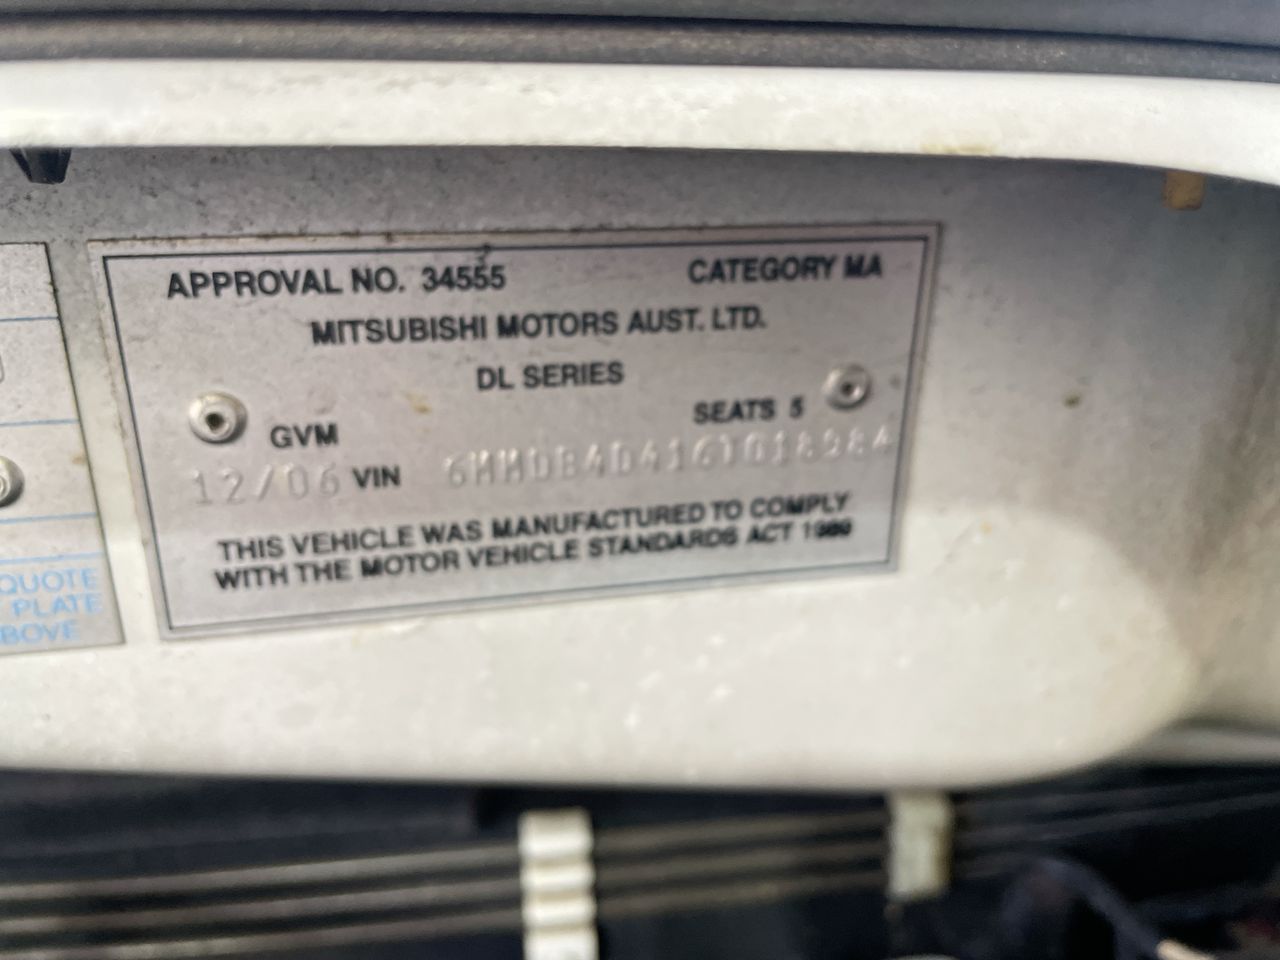 APPROVAL NO. 34555 CATEGORY MA
MITSUBISHI MOTORS AUST. LTD.
DL SERIES
GVM SEATS 5
12/06 VIN
THIS VEHICLE WAS MANUFACTURED TO COMPLY
WITH THE MOTOR VEHICLE STANDARDS ACT 1989
QUOTE
PLATE